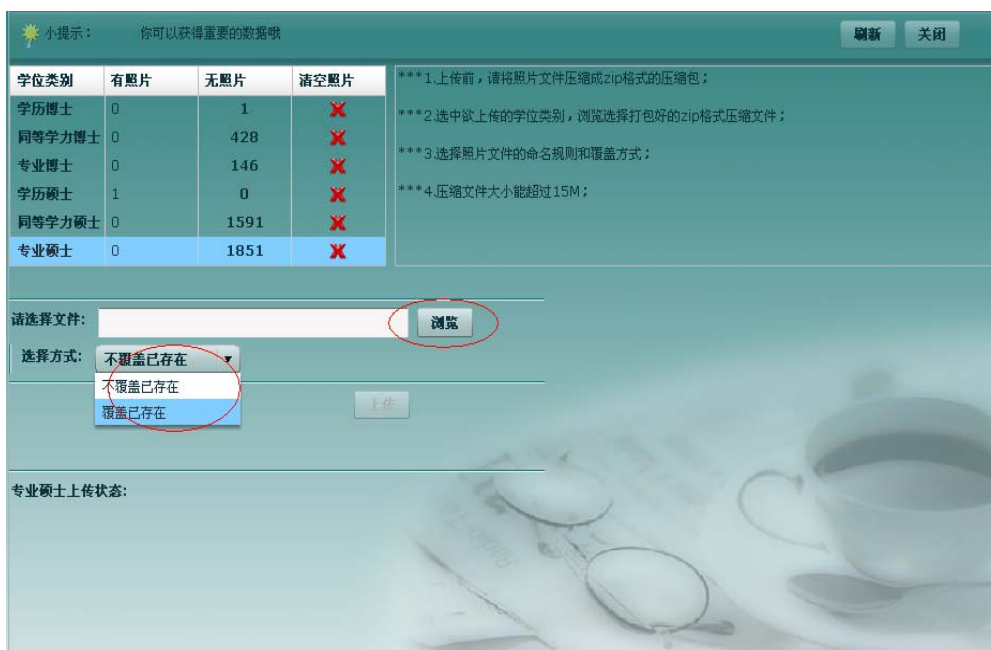 小提示： 你可以获得重要的数据哦 刷新 关闭
学位类别 有照片 无照片 清空照片
学历博士 0 1
同等学力博士 0 428
专业博士 0 146
学历硕士 1 0
同等学力硕士 0 1591
专业硕士 0 1851
***1.上传前，请将照片文件压缩成zip格式的压缩包；
***2.选中欲上传的学位类别，浏览选择打包好的zip格式压缩文件；
***3.选择照片文件的命名规则和覆盖方式；
***4.压缩文件大小能超过15M；
请选择文件: 浏览
选择方式: 不覆盖已存在
不覆盖已存在
覆盖已存在
上传
专业硕士上传状态: